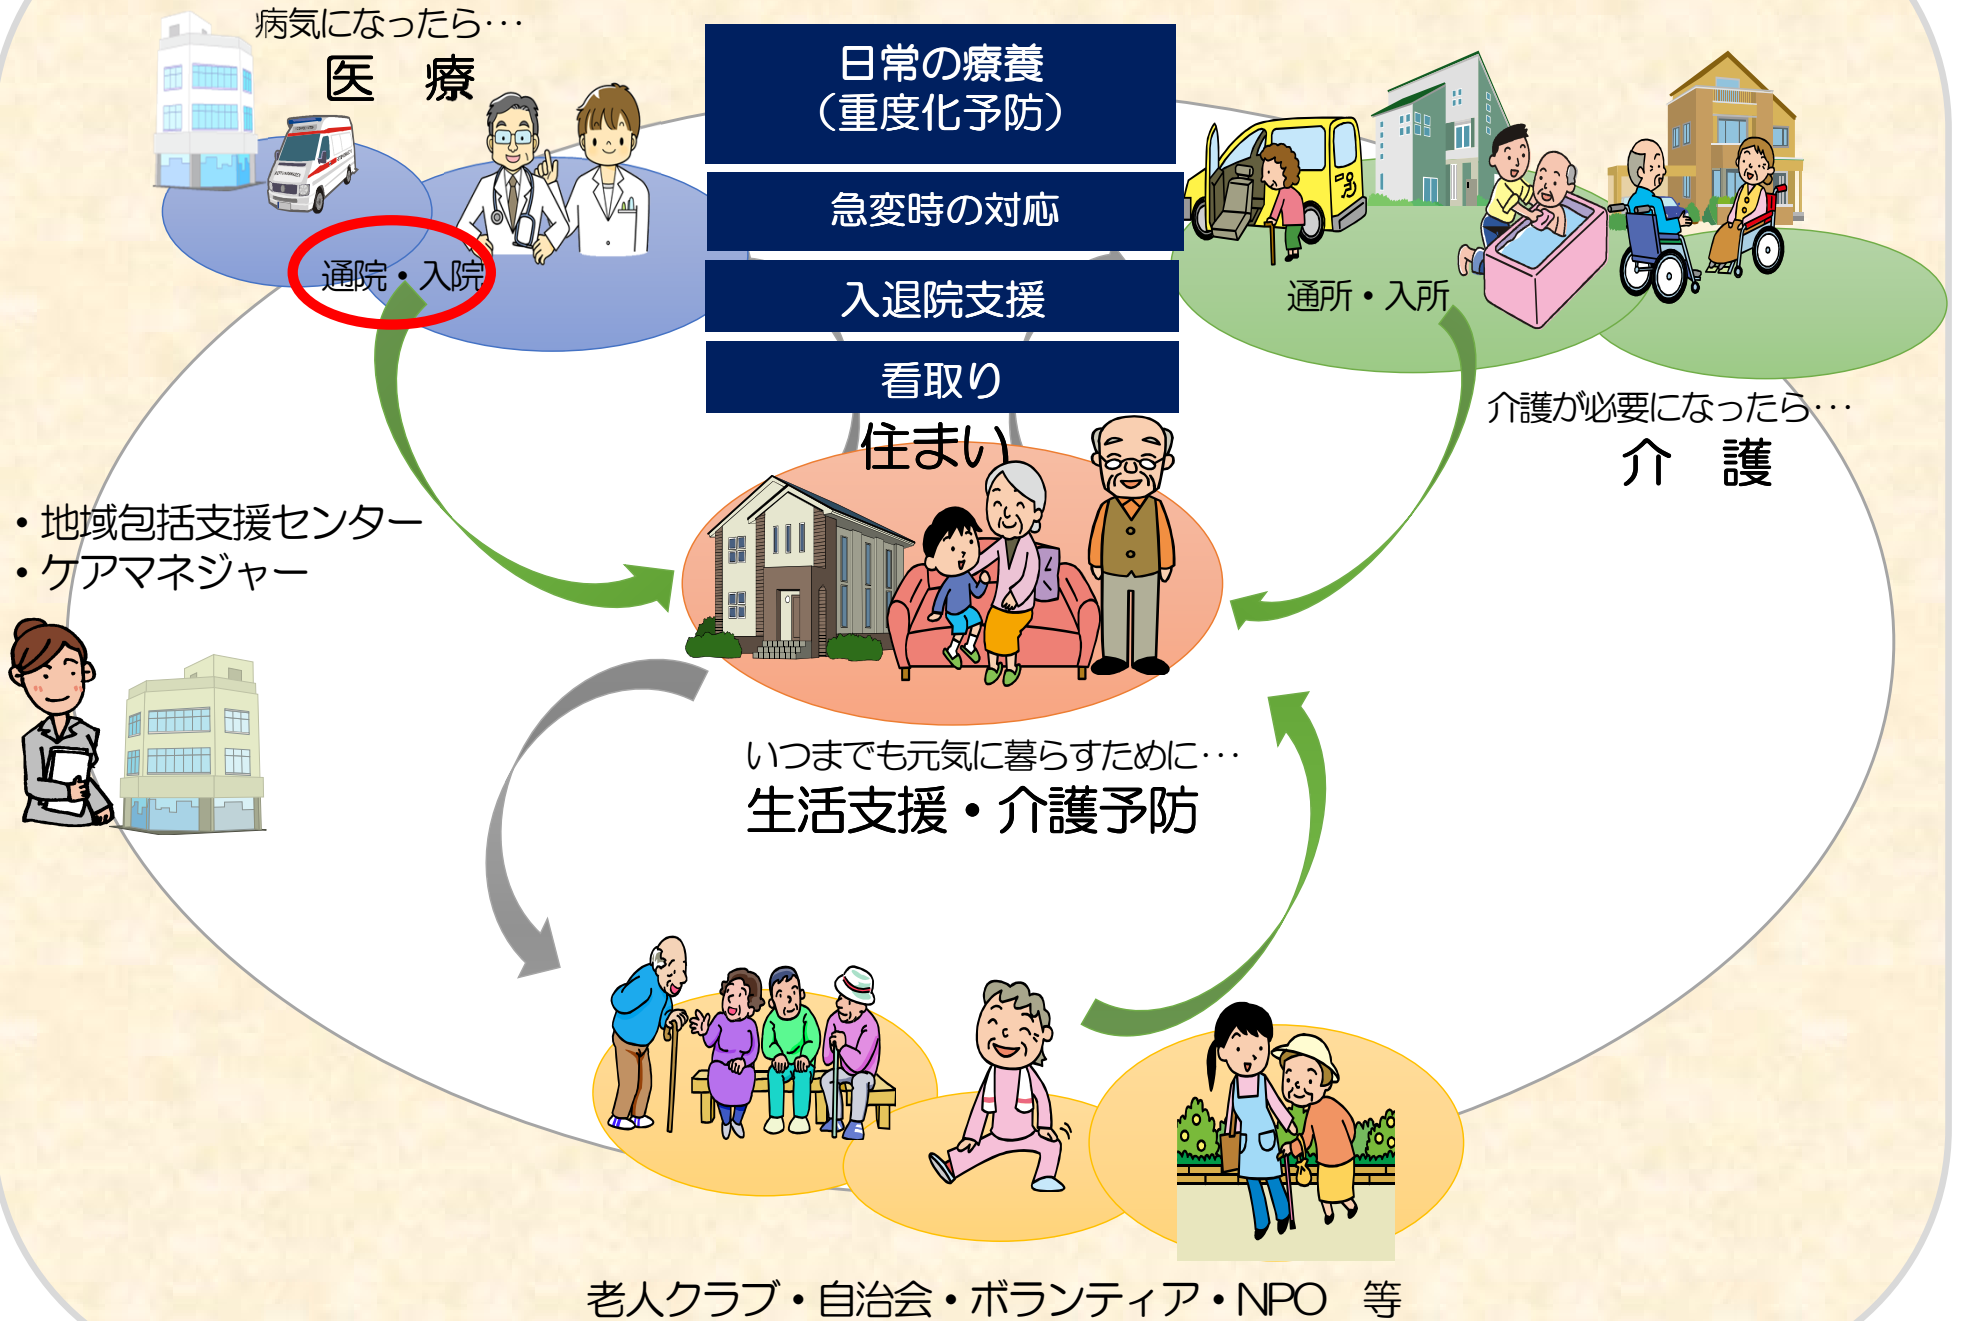 病気になったら･･･
医　療
日常の療養
（重度化予防）
急変時の対応
入退院支援
看取り
通院・入院
通所・入所
介護が必要になったら･･･
介　護
住まい
・地域包括支援センター
・ケアマネジャー
いつまでも元気に暮らすために･･･
生活支援・介護予防
老人クラブ・自治会・ボランティア・NPO　等